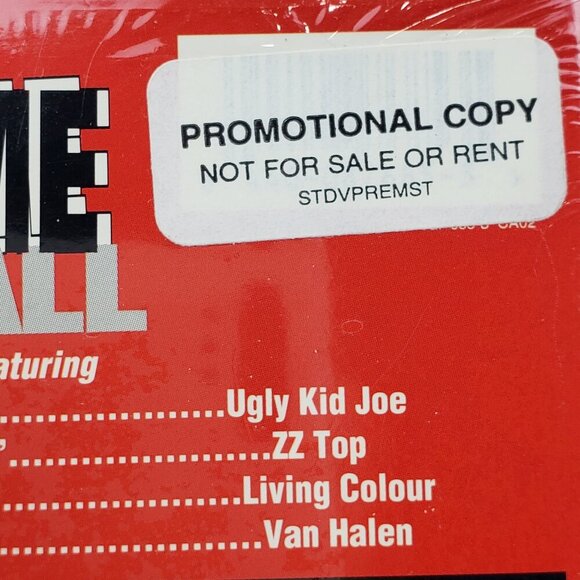 PROMOTIONAL COPY
NOT FOR SALE OR RENT
STDVPREMST
ME
ALL
aturing
Ugly Kid Joe
ZZ Top
Living Colour
Van Halen